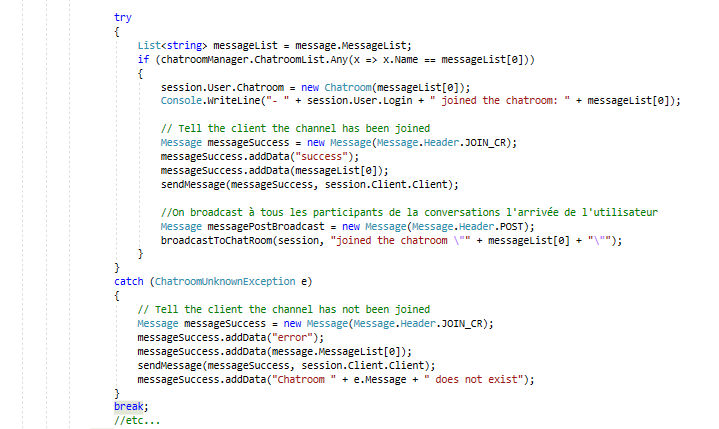 try
{
List<string> messageList = message.MessageList;
if (chatroomManager.ChatroomList.Any(x => x.Name == messageList[0]))
{
session.User.Chatroom = new Chatroom(messageList[0]);
Console.WriteLine("- " + session.User.Login + " joined the chatroom: " + messageList[0]);
// Tell the client the channel has been joined
Message messageSuccess = new Message(Message.Header.JOIN_CR);
messageSuccess.addData("success");
messageSuccess.addData(messageList[0]);
sendMessage(messageSuccess, session.Client.Client);
//On broadcast à tous les participants de la conversations l'arrivée de l'utilisateur
Message messagePostBroadcast = new Message(Message.Header.POST);
broadcastToChatRoom(session, "joined the chatroom \"" + messageList[0] + "\"");
}
}
catch (ChatroomUnknownException e)
{
// Tell the client the channel has not been joined
Message messageSuccess = new Message(Message.Header.JOIN_CR);
messageSuccess.addData("error");
messageSuccess.addData(message.MessageList[0]);
sendMessage(messageSuccess, session.Client.Client);
messageSuccess.addData("Chatroom " + e.Message + " does not exist");
}
break;
//etc...